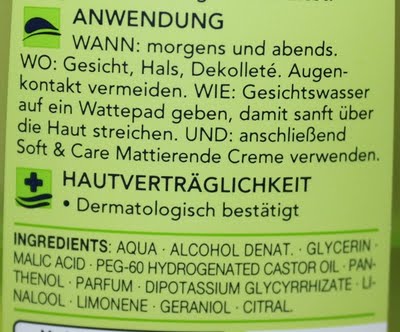 ANWENDUNG
WANN: morgens und abends.
WO: Gesicht, Hals, Dekolleté. Augen-
kontakt vermeiden. WIE: Gesichtswasser
auf ein Wattepad geben, damit sanft über
die Haut streichen. UND: anschließend
Soft & Care Mattierende Creme verwenden.
HAUTVERTRÄGLICHKEIT
• Dermatologisch bestätigt
INGREDIENTS: AQUA · ALCOHOL DENAT. · GLYCERIN ·
MALIC ACID · PEG-60 HYDROGENATED CASTOR OIL · PAN-
THENOL · PARFUM · DIPOTASSIUM GLYCYRRHIZATE · LI-
NALOOL · LIMONENE · GERANIOL · CITRAL.